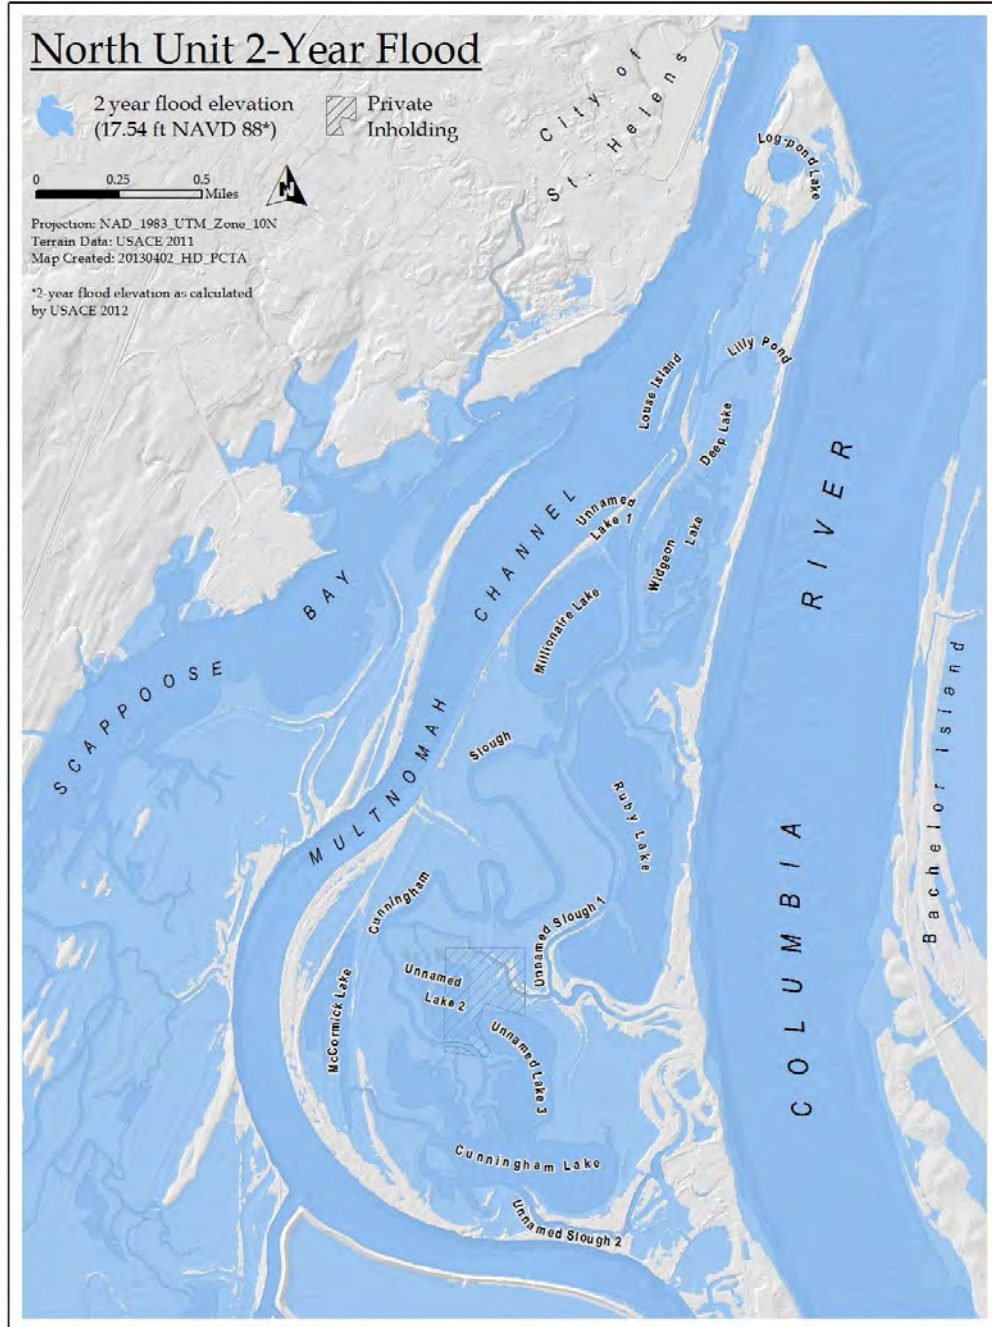 North Unit 2-Year Flood
2 year flood elevation
(17.54 ft NAVD 88*)
Private
Inholding
0 0.25 0.5
Miles
N
Projection: NAD_1983_UTM_Zone_10N
Terrain Data: USACE 2011
Map Created: 20130402_HD_PCTA
*2-year flood elevation as calculated
by USACE 2012
City of
St. Helens
Log-pond Lake
Lilly Pond
Louse Island
Deep Lake
Unnamed
Lake 1
Widgeon
Lake
Millionaire Lake
SCAPPOOSE BAY
MULTNOMAH CHANNEL
COLUMBIA RIVER
Bachelor Island
Cunningham Slough
Ruby Lake
Unnamed Slough 1
Unnamed
Lake 2
McCormick Lake
Unnamed Lake 3
Cunningham Lake
Unnamed Slough 2